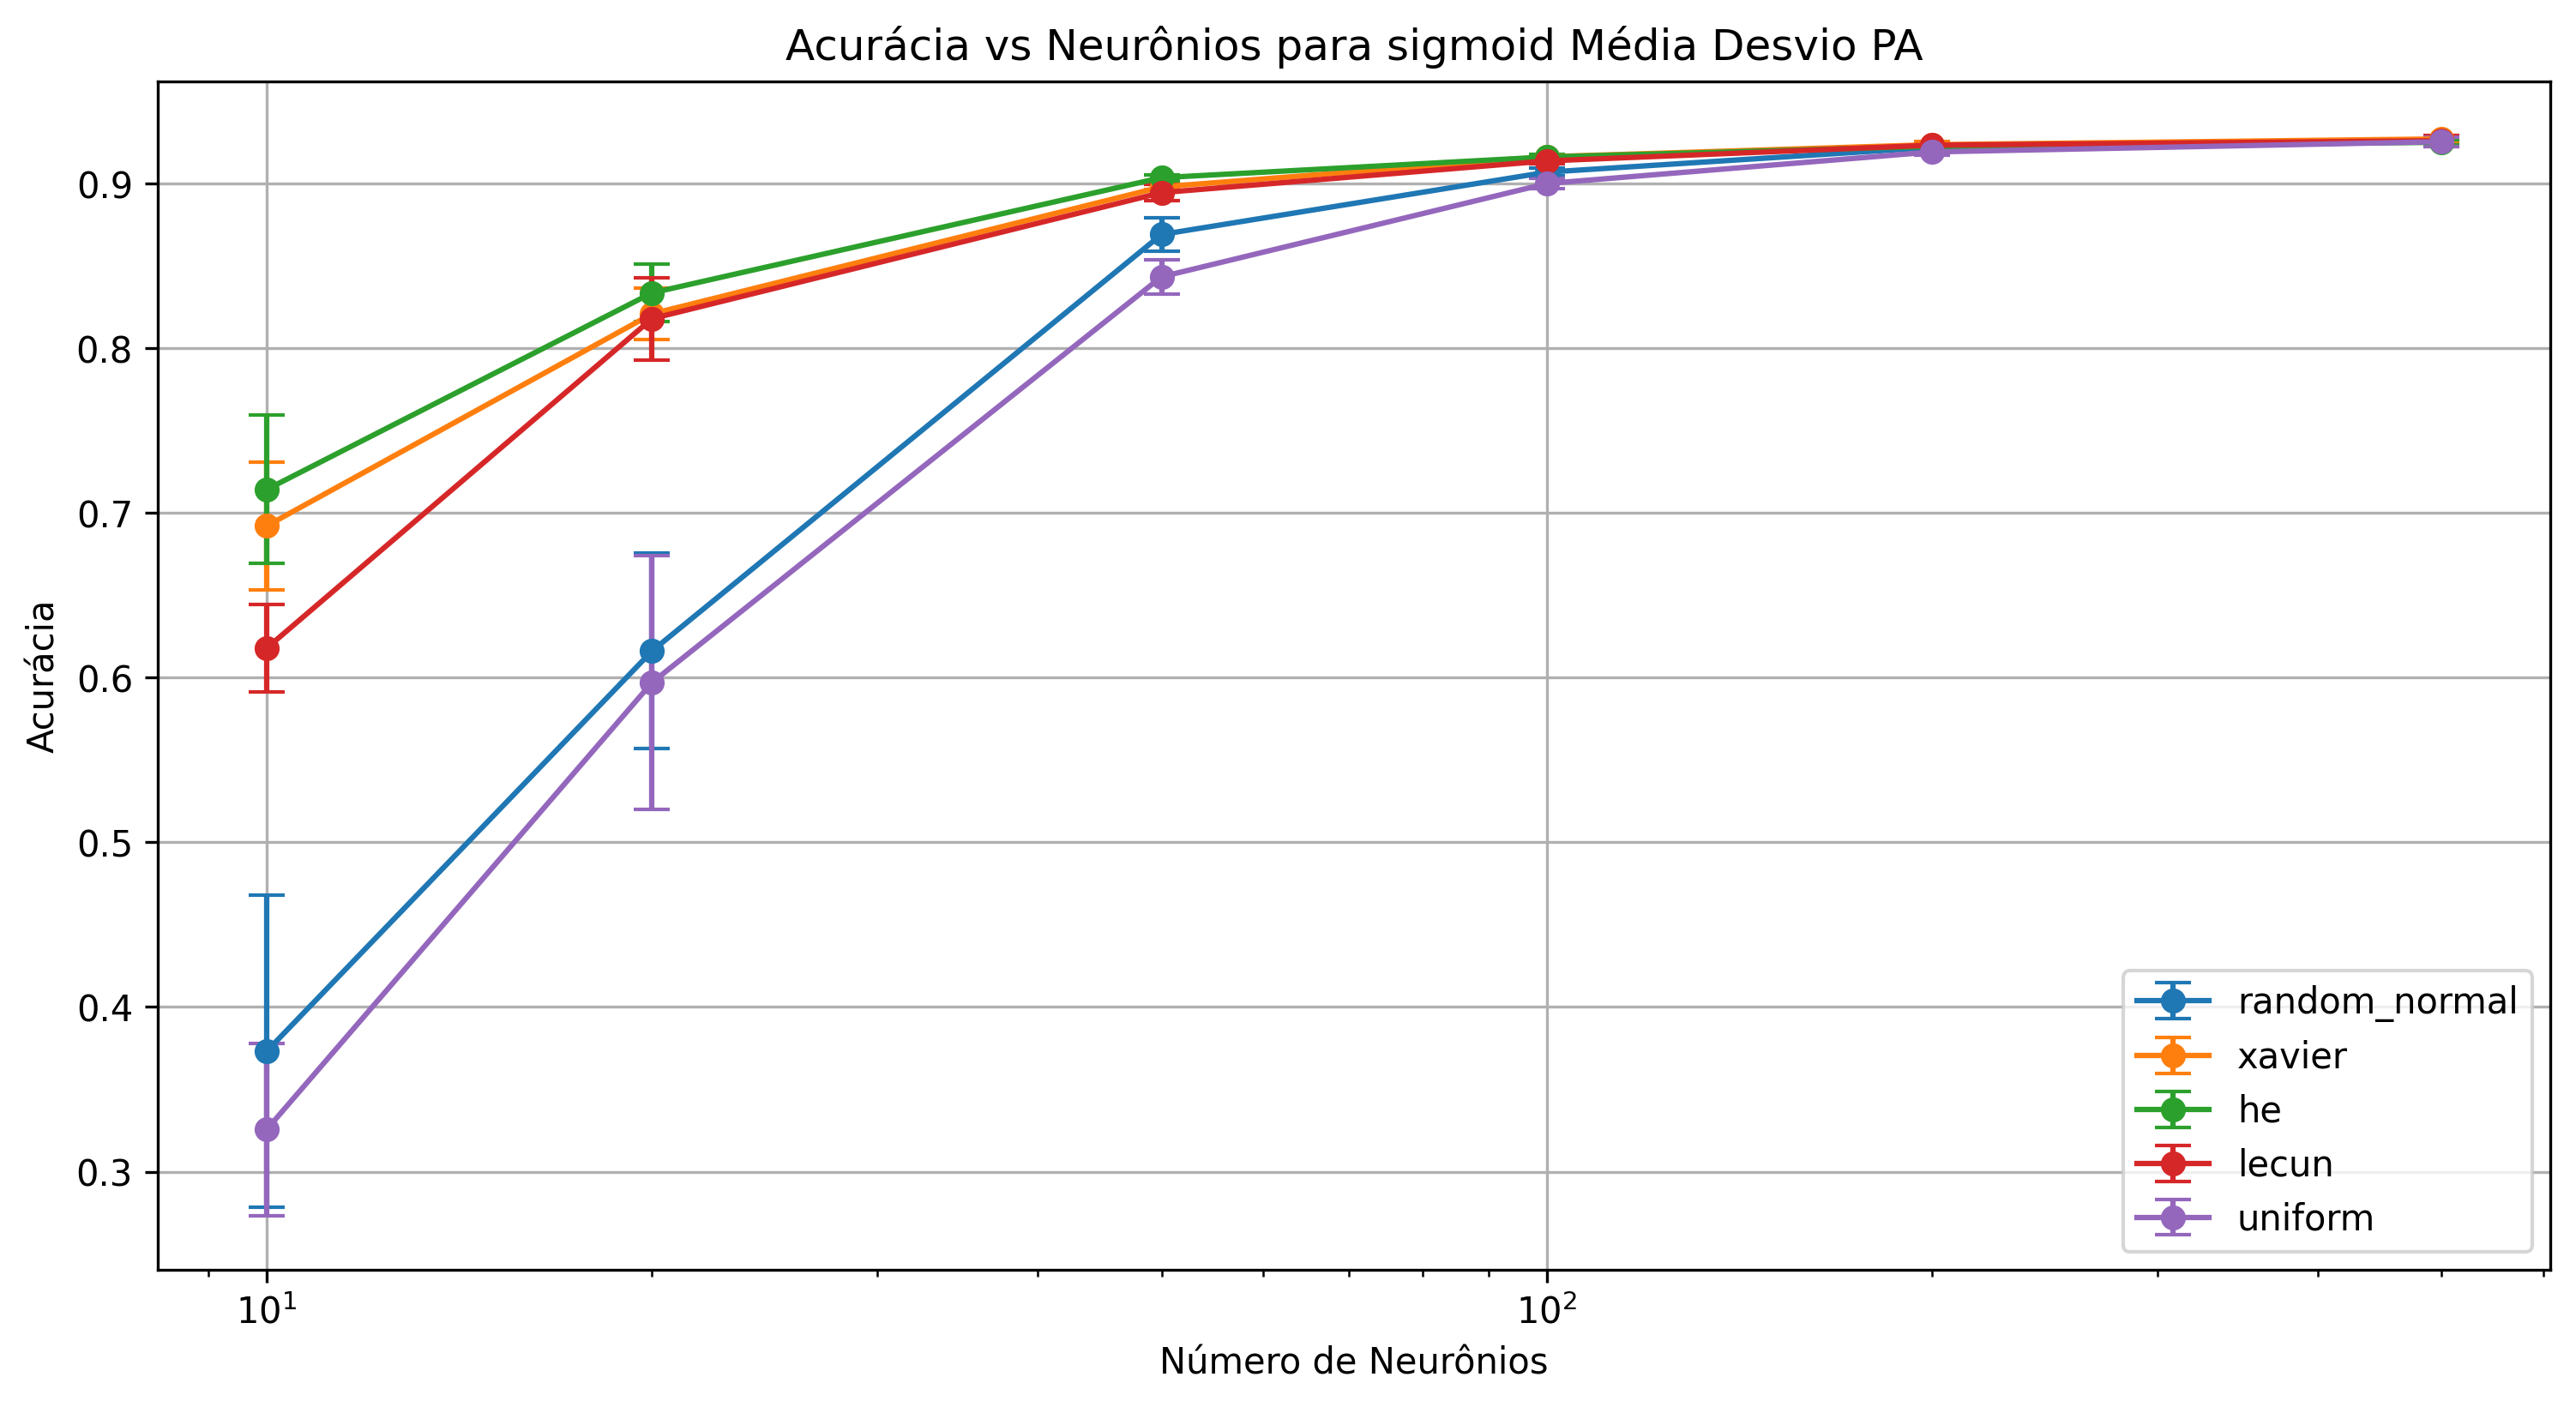 Acurácia vs Neurônios para sigmoid Média Desvio PA
Acurácia
0.9
0.8
0.7
0.6
0.5
0.4
0.3
10¹
10²
Número de Neurônios
random_normal
xavier
he
lecun
uniform